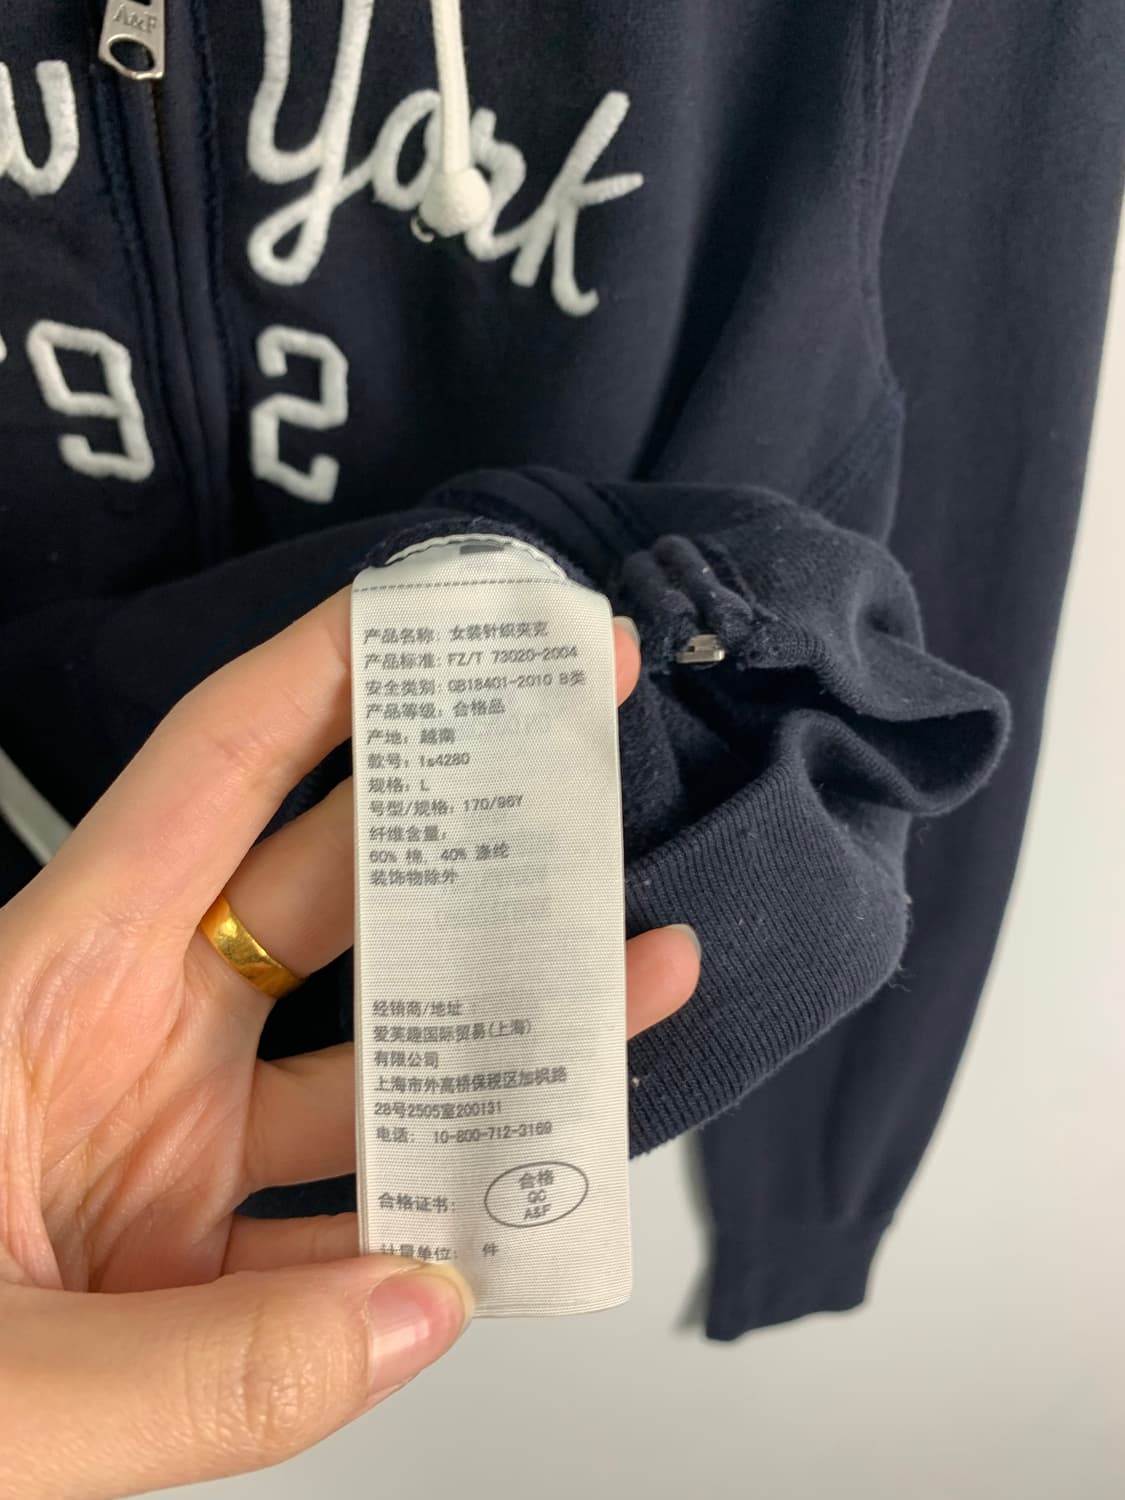 A&F
w York
92
产品名称: 女装针织夹克
产品标准: FZ/T 73020-2004
安全类别: GB18401-2010 B类
产品等级: 合格品
产地: 越南
款号: ls4280
规格: L
号型/规格: 170/96Y
纤维含量:
60% 棉, 40% 涤纶
装饰物除外
经销商/地址 :
爱芙趣国际贸易(上海)
有限公司
上海市外高桥保税区加枫路
28号2505室200131
电话: 10-800-712-3169
合格证书:
合格
QC
A&F
计量单位: 件